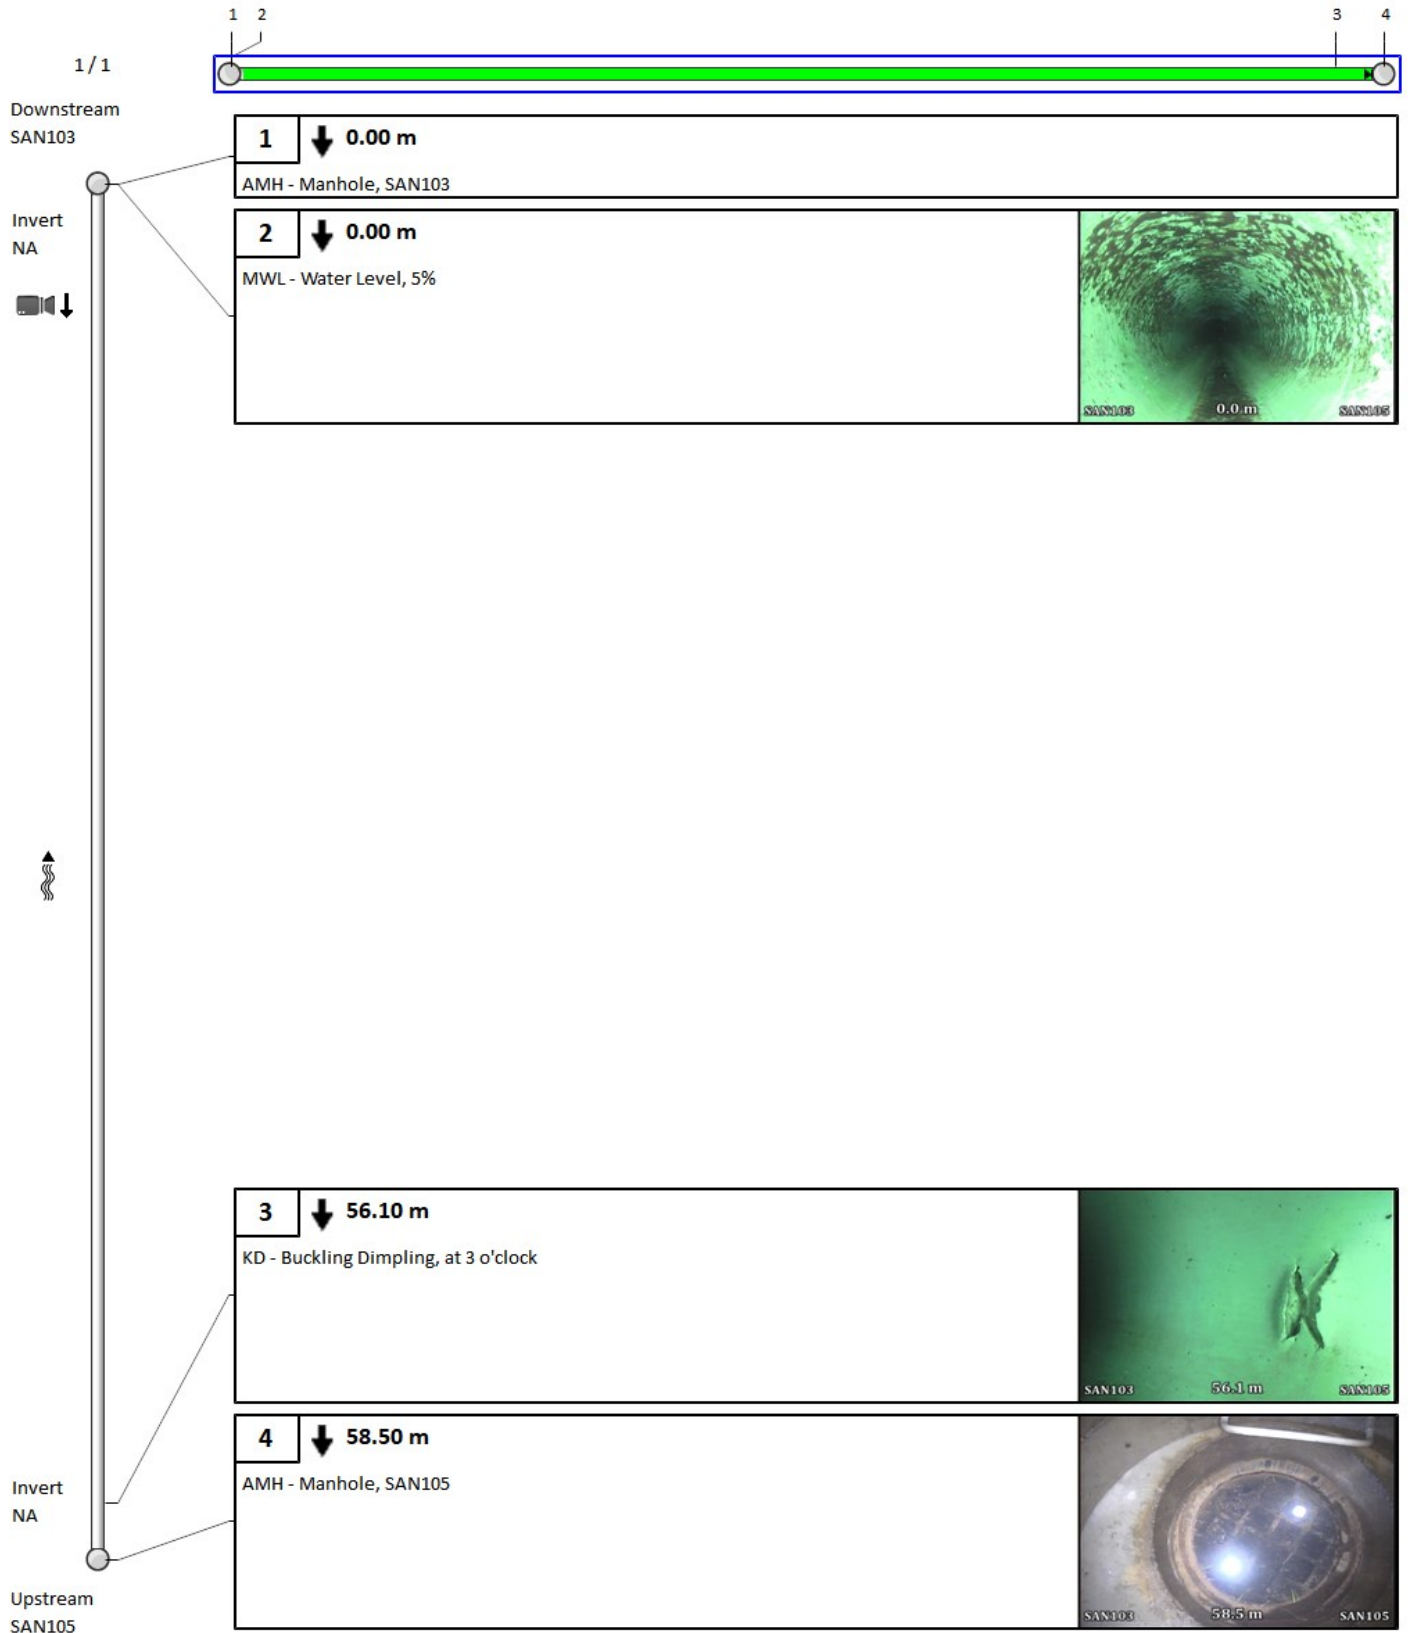 1 2 3 4
1 / 1
Downstream
SAN103
1 0.00 m
AMH - Manhole, SAN103
Invert
NA
2 0.00 m
MWL - Water Level, 5%
SAN103 0.0 m SAN105
3 56.10 m
KD - Buckling Dimpling, at 3 o'clock
SAN103 56.1 m SAN105
4 58.50 m
AMH - Manhole, SAN105
SAN103 58.5 m SAN105
Invert
NA
Upstream
SAN105